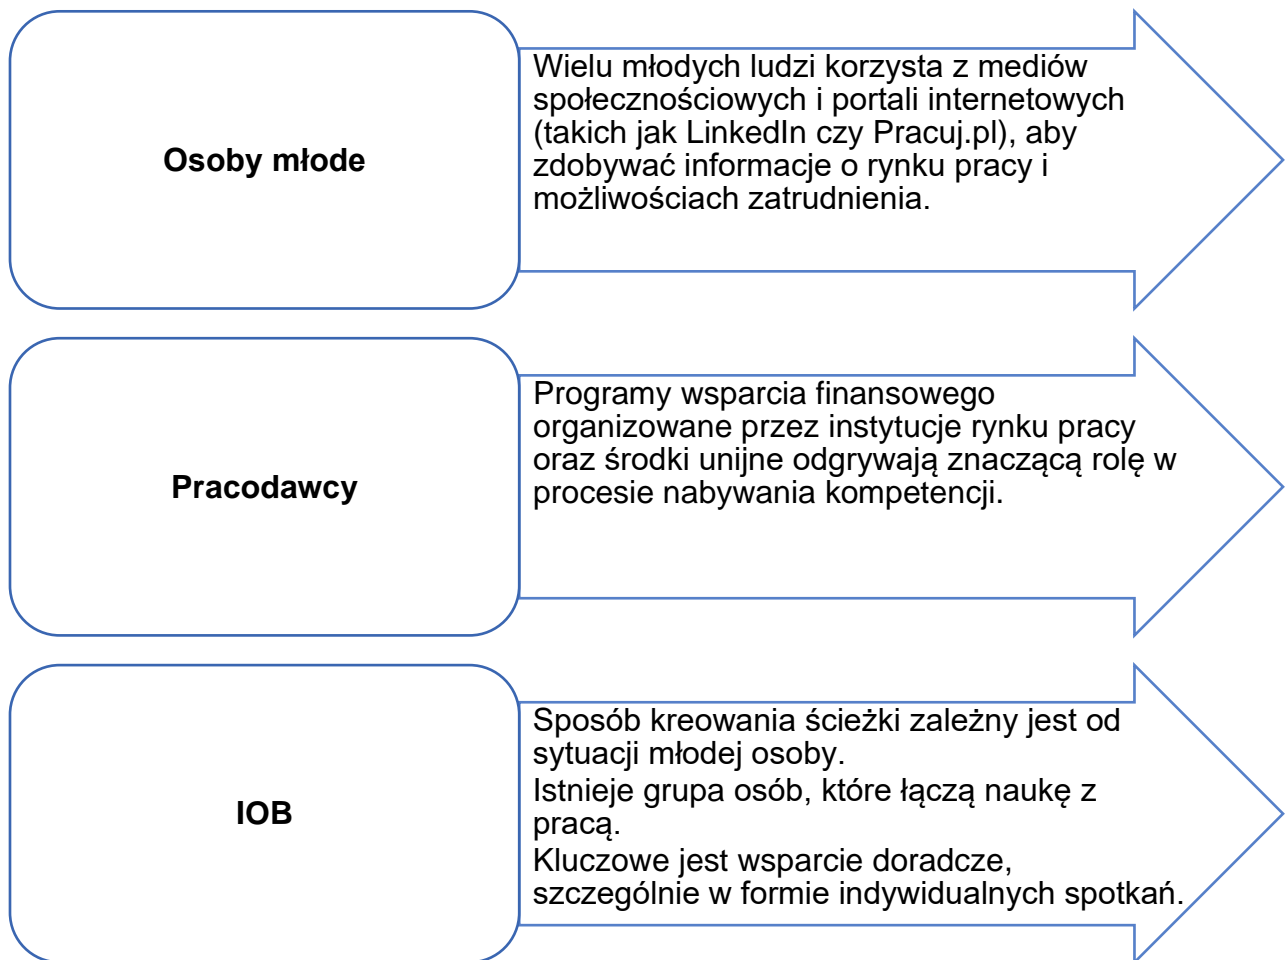 Osoby młode
Wielu młodych ludzi korzysta z mediów
społecznościowych i portali internetowych
(takich jak LinkedIn czy Pracuj.pl), aby
zdobywać informacje o rynku pracy i
możliwościach zatrudnienia.
Pracodawcy
Programy wsparcia finansowego
organizowane przez instytucje rynku pracy
oraz środki unijne odgrywają znaczącą rolę w
procesie nabywania kompetencji.
IOB
Sposób kreowania ścieżki zależny jest od
sytuacji młodej osoby.
Istnieje grupa osób, które łączą naukę z
pracą.
Kluczowe jest wsparcie doradcze,
szczególnie w formie indywidualnych spotkań.